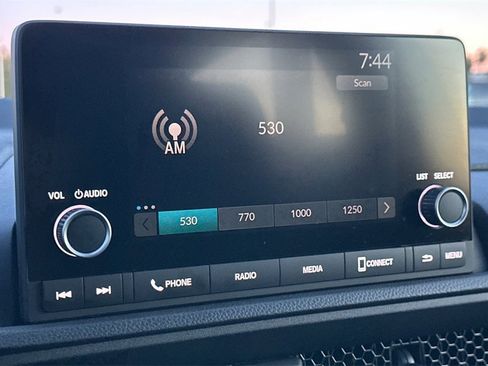 7:44
Scan
AM
530
VOL AUDIO
LIST SELECT
530 770 1000 1250
PHONE RADIO MEDIA CONNECT MENU